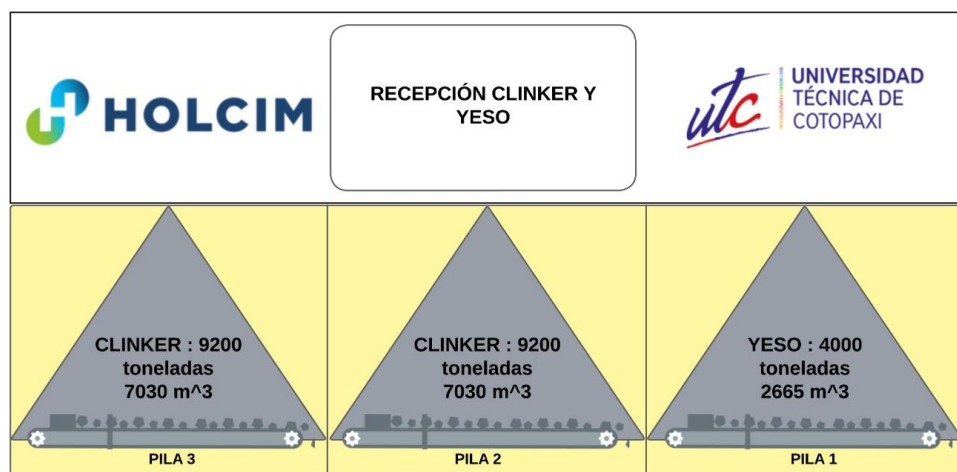 HOLCIM
RECEPCIÓN CLINKER Y
YESO
utc
UNIVERSIDAD
TÉCNICA DE
COTOPAXI
CLINKER : 9200
toneladas
7030 m^3
PILA 3
CLINKER : 9200
toneladas
7030 m^3
PILA 2
YESO : 4000
toneladas
2665 m^3
PILA 1